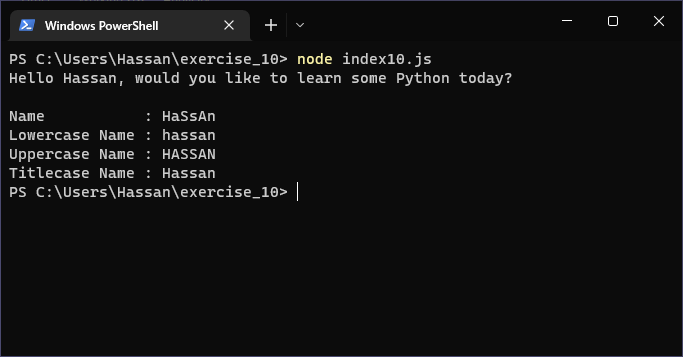 Windows PowerShell
PS C:\Users\Hassan\exercise_10> node index10.js
Hello Hassan, would you like to learn some Python today?
Name           : HaSsAn
Lowercase Name : hassan
Uppercase Name : HASSAN
Titlecase Name : Hassan
PS C:\Users\Hassan\exercise_10>